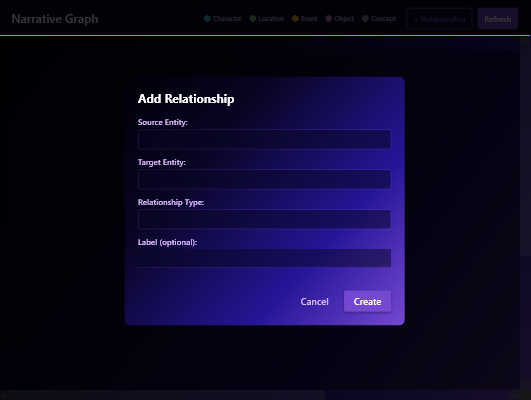 Narrative Graph
Character Location Event Object Concept + Relationship Refresh
Add Relationship
Source Entity:
Target Entity:
Relationship Type:
Label (optional):
Cancel Create